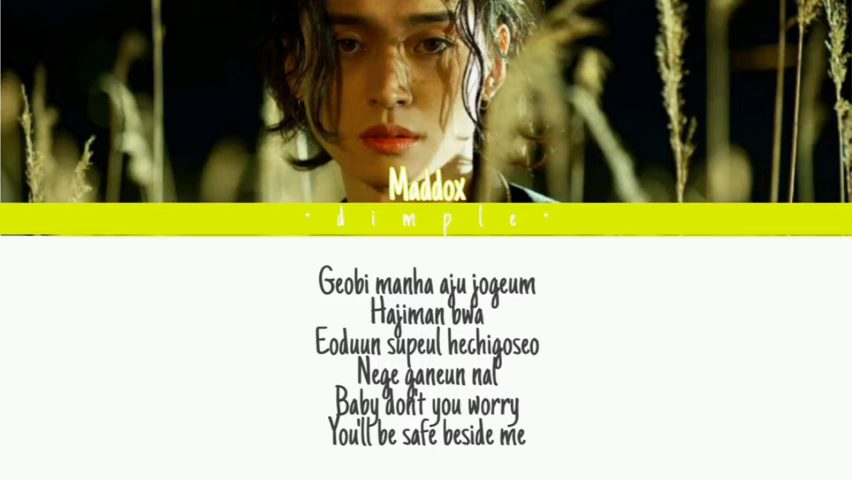 Maddox
· d i m p l e ·
Geobi manha aju jogeum
Hajiman bwa
Eoduun supeul hechigoseo
Nege ganeun nal
Baby don't you worry
You'll be safe beside me